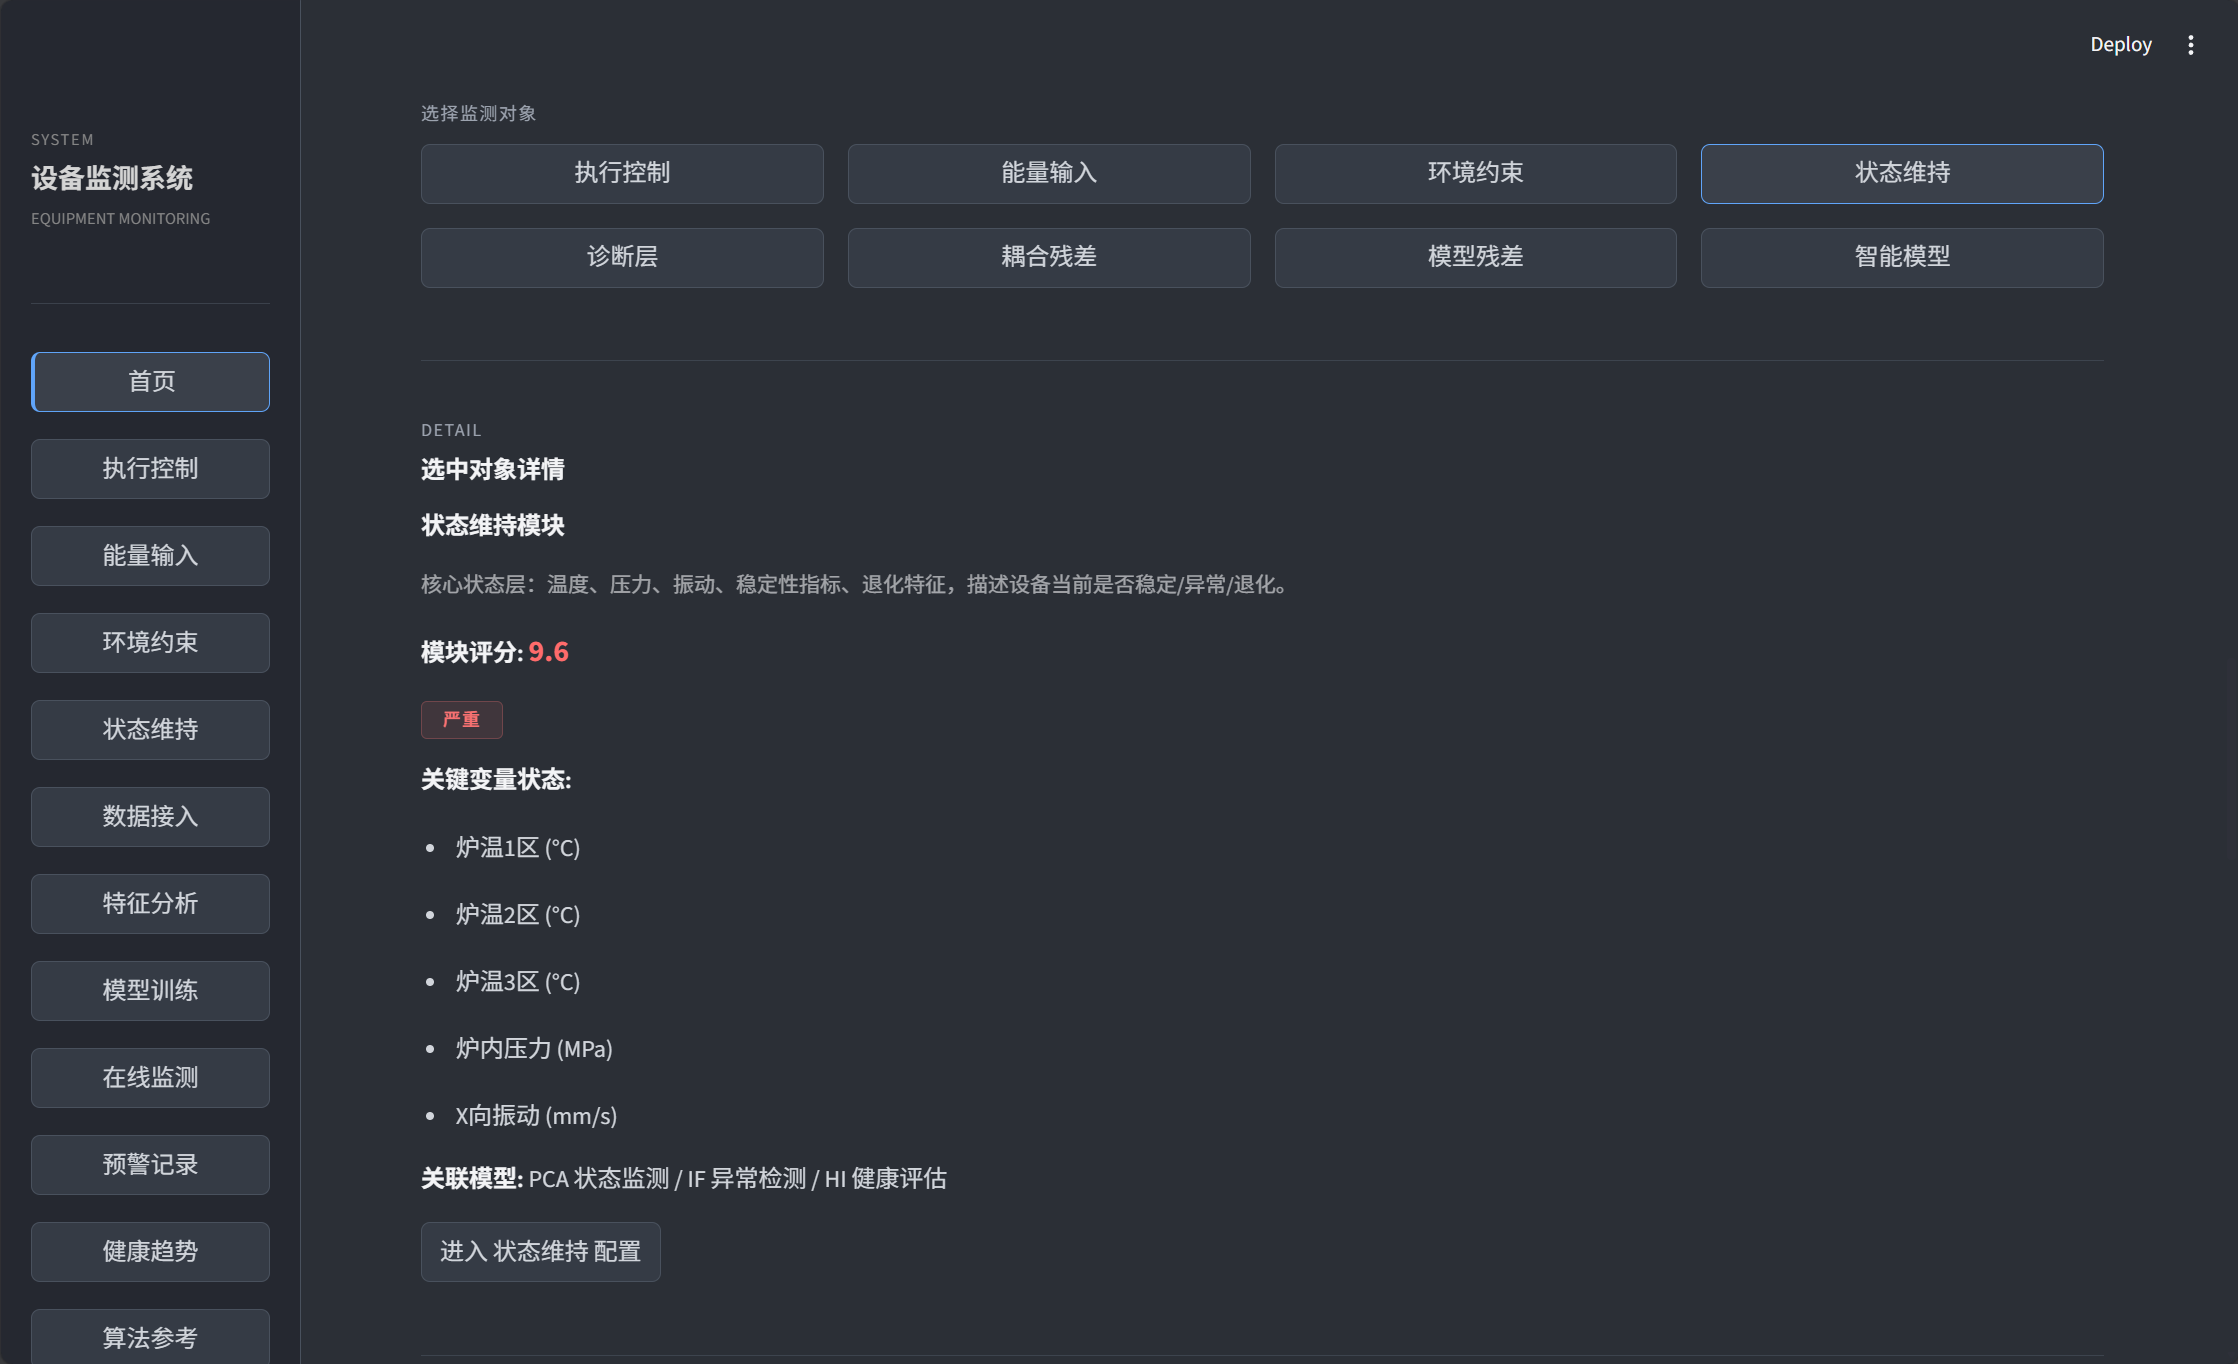 Deploy
SYSTEM
设备监测系统
EQUIPMENT MONITORING
首页
执行控制
能量输入
环境约束
状态维持
数据接入
特征分析
模型训练
在线监测
预警记录
健康趋势
算法参考
选择监测对象
执行控制 能量输入 环境约束 状态维持
诊断层 耦合残差 模型残差 智能模型
DETAIL
选中对象详情
状态维持模块
核心状态层：温度、压力、振动、稳定性指标、退化特征，描述设备当前是否稳定/异常/退化。
模块评分: 9.6
严重
关键变量状态:
• 炉温1区 (°C)
• 炉温2区 (°C)
• 炉温3区 (°C)
• 炉内压力 (MPa)
• X向振动 (mm/s)
关联模型: PCA 状态监测 / IF 异常检测 / HI 健康评估
进入 状态维持 配置